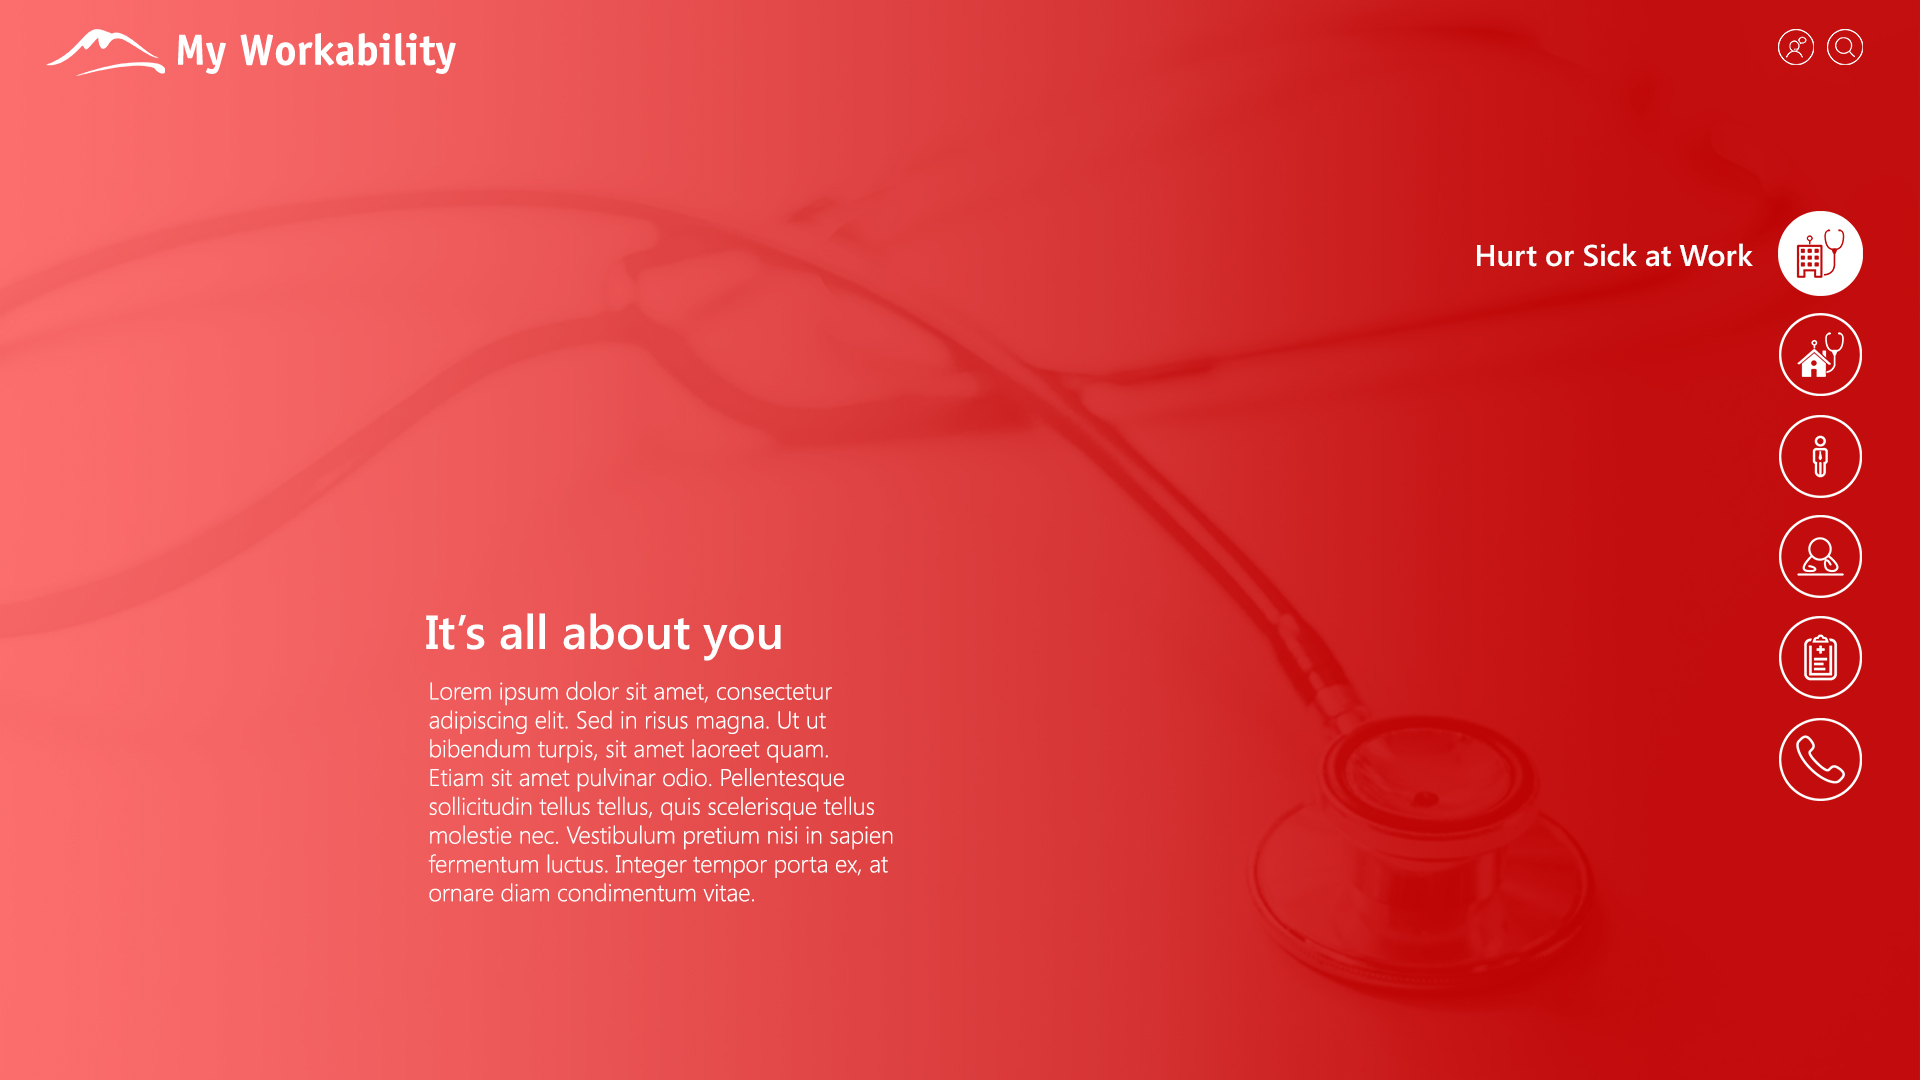 My Workability
Hurt or Sick at Work
It’s all about you
Lorem ipsum dolor sit amet, consectetur
adipiscing elit. Sed in risus magna. Ut ut
bibendum turpis, sit amet laoreet quam.
Etiam sit amet pulvinar odio. Pellentesque
sollicitudin tellus tellus, quis scelerisque tellus
molestie nec. Vestibulum pretium nisi in sapien
fermentum luctus. Integer tempor porta ex, at
ornare diam condimentum vitae.